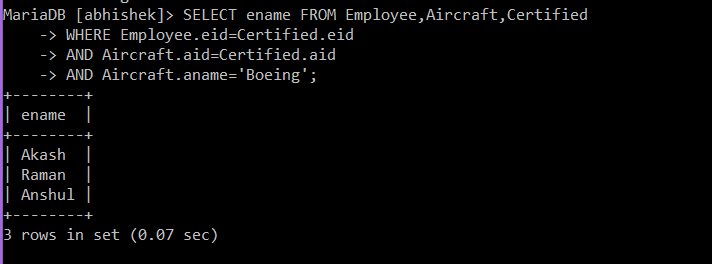 MariaDB [abhishek]> SELECT ename FROM Employee,Aircraft,Certified
    -> WHERE Employee.eid=Certified.eid
    -> AND Aircraft.aid=Certified.aid
    -> AND Aircraft.aname='Boeing';
+--------+
| ename  |
+--------+
| Akash  |
| Raman  |
| Anshul |
+--------+
3 rows in set (0.07 sec)